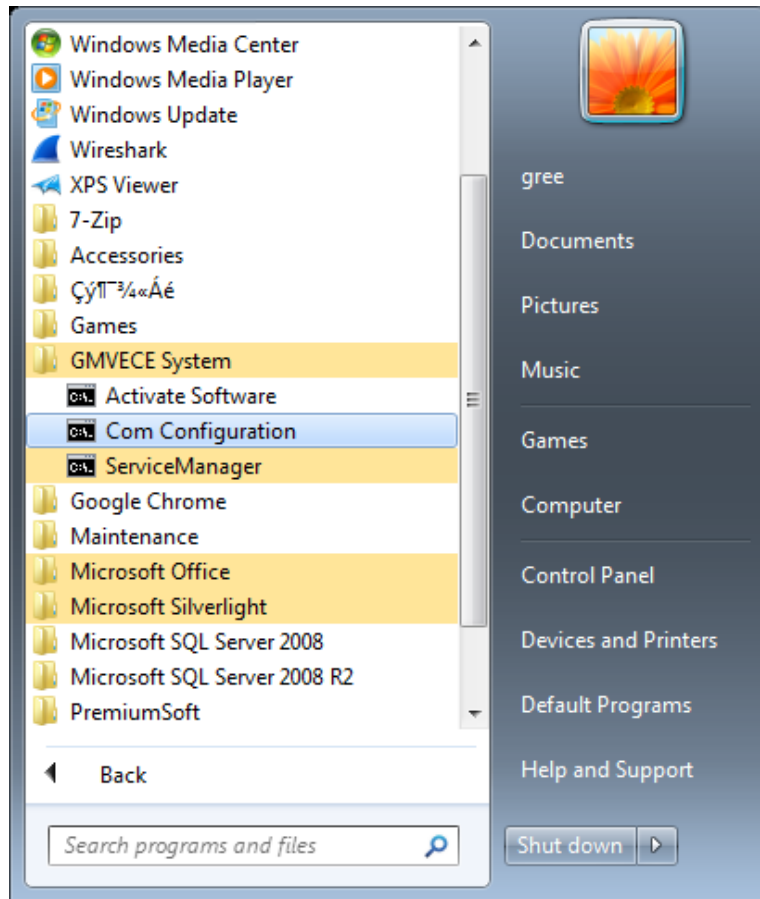 Windows Media Center
Windows Media Player
Windows Update
Wireshark
XPS Viewer
7-Zip
Accessories
Çý¶¯¾«Áé
Games
GMVECE System
Activate Software
Com Configuration
ServiceManager
Google Chrome
Maintenance
Microsoft Office
Microsoft Silverlight
Microsoft SQL Server 2008
Microsoft SQL Server 2008 R2
PremiumSoft
Back
Search programs and files
gree
Documents
Pictures
Music
Games
Computer
Control Panel
Devices and Printers
Default Programs
Help and Support
Shut down